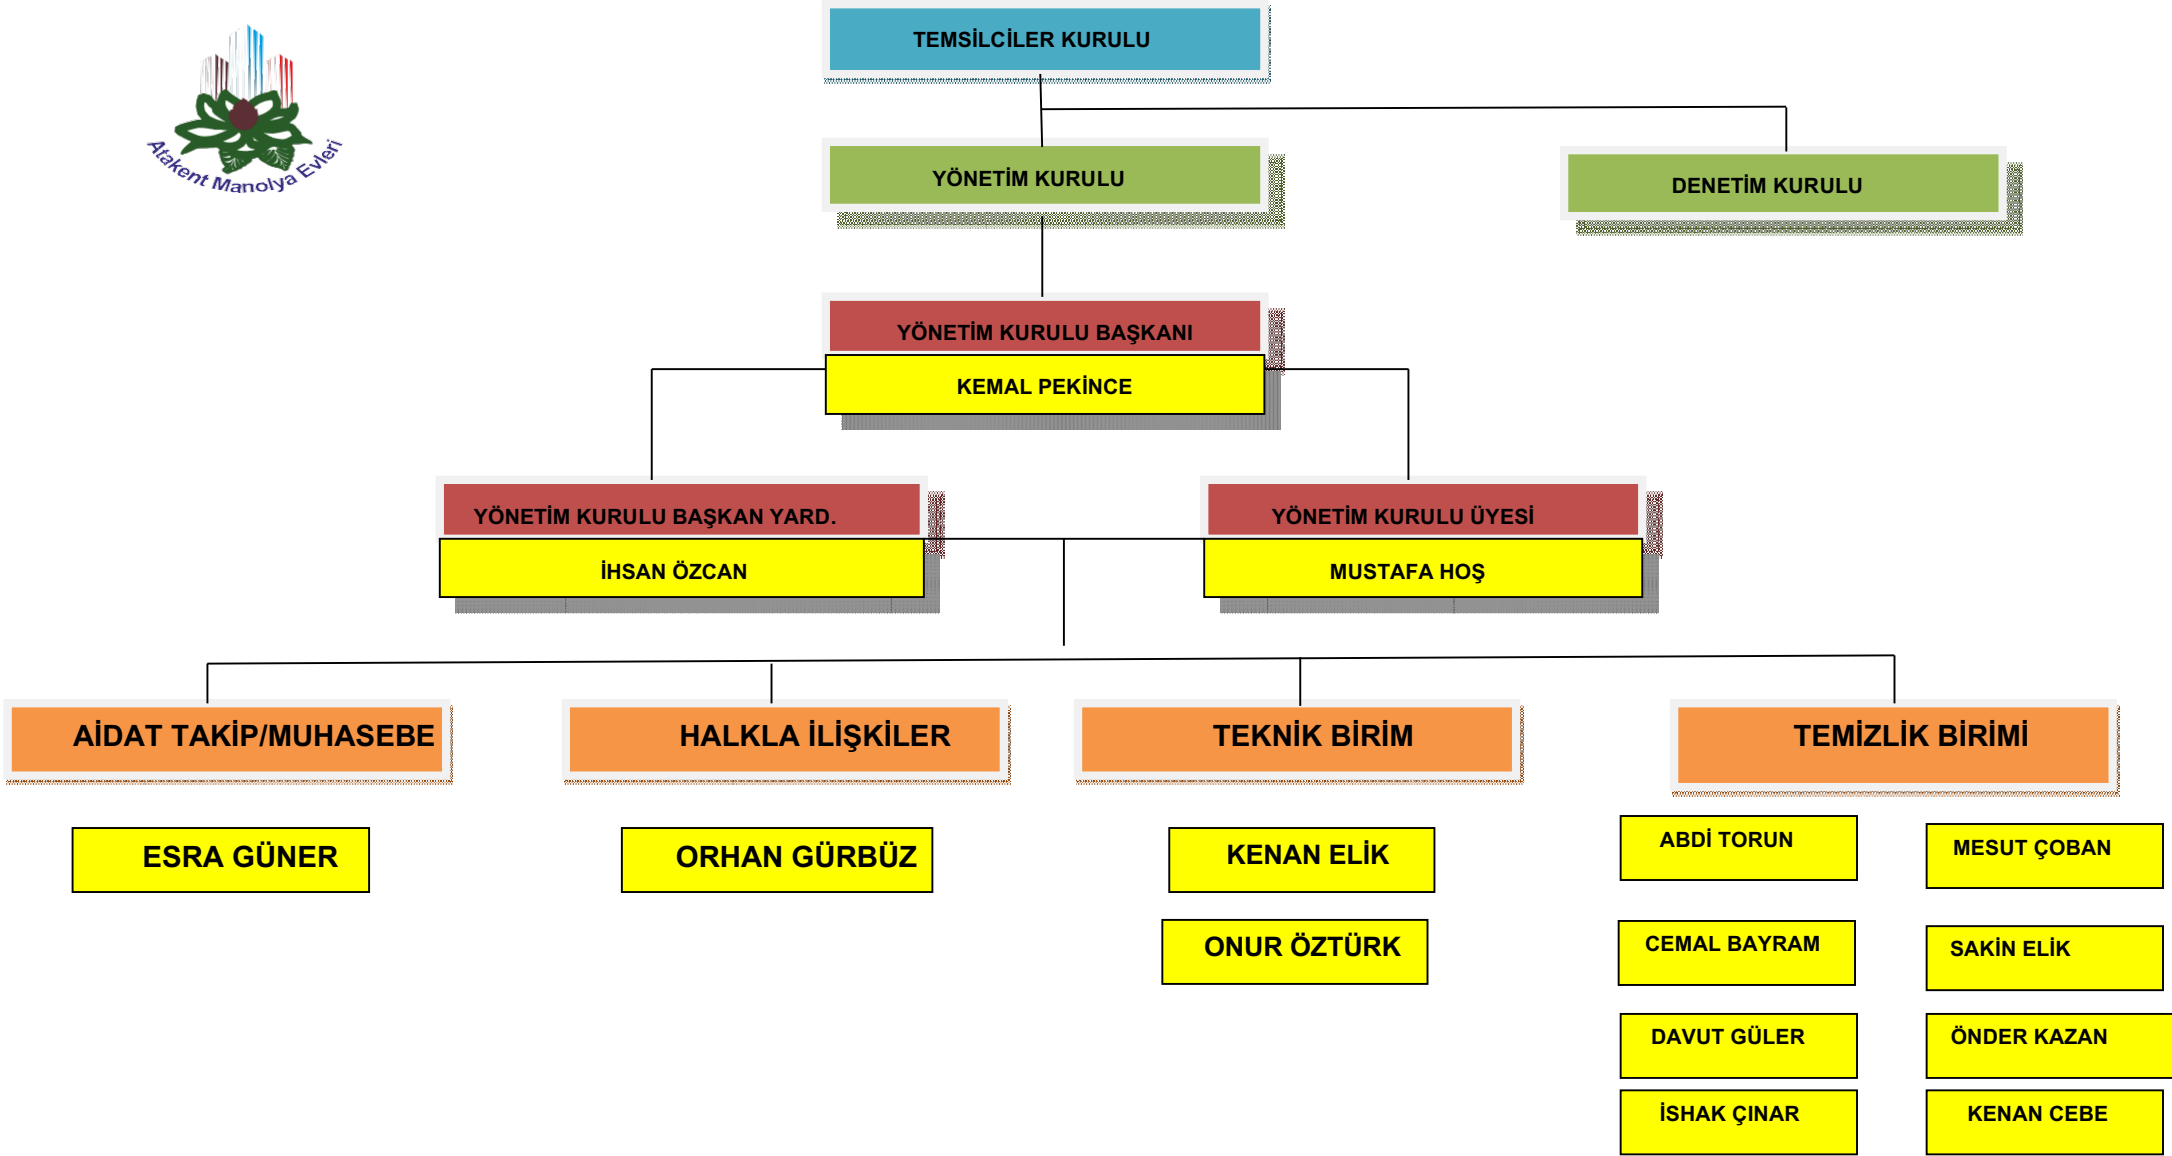 TEMSİLCİLER KURULU
Atakent Manolya Evleri
YÖNETİM KURULU
DENETİM KURULU
YÖNETİM KURULU BAŞKANI
KEMAL PEKİNCE
YÖNETİM KURULU BAŞKAN YARD.
YÖNETİM KURULU ÜYESİ
İHSAN ÖZCAN
MUSTAFA HOŞ
AİDAT TAKİP/MUHASEBE
HALKLA İLİŞKİLER
TEKNİK BİRİM
TEMİZLİK BİRİMİ
ESRA GÜNER
ORHAN GÜRBÜZ
KENAN ELİK
ABDİ TORUN
MESUT ÇOBAN
ONUR ÖZTÜRK
CEMAL BAYRAM
SAKİN ELİK
DAVUT GÜLER
ÖNDER KAZAN
İSHAK ÇINAR
KENAN CEBE